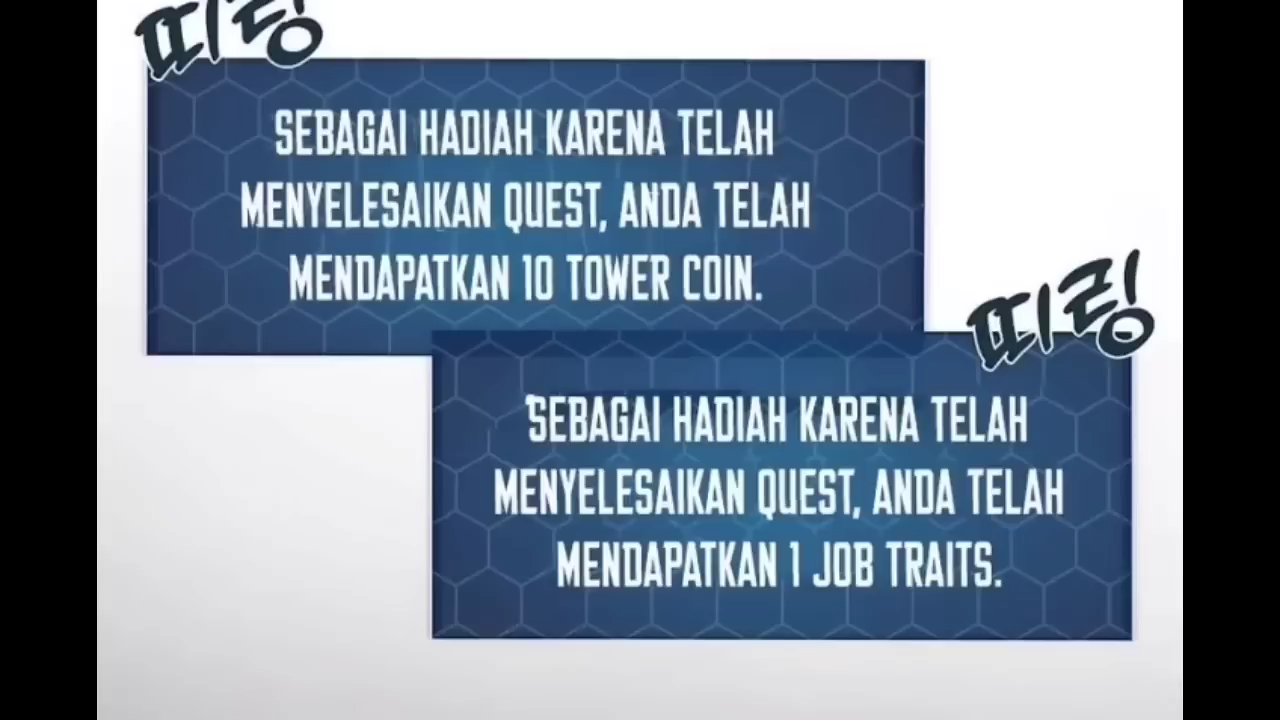 띠링
SEBAGAI HADIAH KARENA TELAH
MENYELESAIKAN QUEST, ANDA TELAH
MENDAPATKAN 10 TOWER COIN.
띠링
SEBAGAI HADIAH KARENA TELAH
MENYELESAIKAN QUEST, ANDA TELAH
MENDAPATKAN 1 JOB TRAITS.